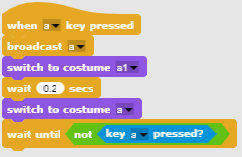 when a key pressed
broadcast a
switch to costume a1
wait 0.2 secs
switch to costume a
wait until not key a pressed?